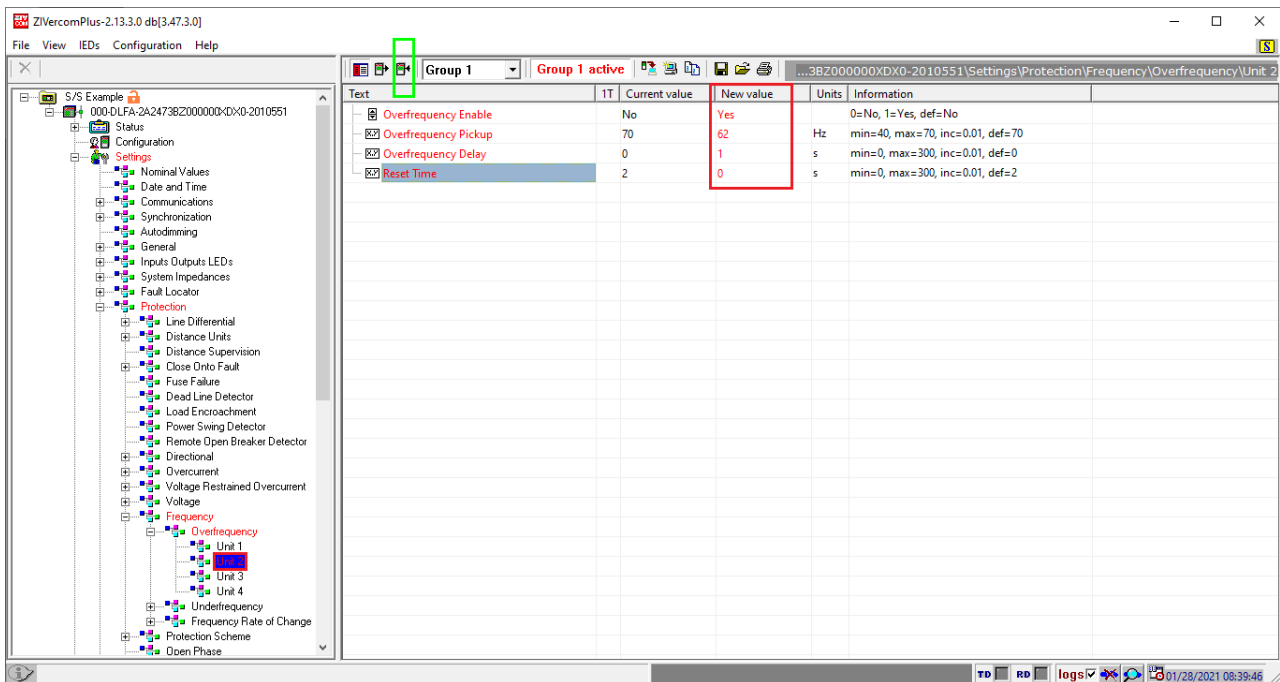 ZIVercomPlus-2.13.3.0 db[3.47.3.0]
File View IEDs Configuration Help
Group 1 Group 1 active ...3BZ000000XDX0-2010551\Settings\Protection\Frequency\Overfrequency\Unit 2
S/S Example
000-DLFA-2A2473BZ000000XDX0-2010551
Status
Configuration
Settings
Nominal Values
Date and Time
Communications
Synchronization
Autodimming
General
Inputs Outputs LEDs
System Impedances
Fault Locator
Protection
Line Differential
Distance Units
Distance Supervision
Close Onto Fault
Fuse Failure
Dead Line Detector
Load Encroachment
Power Swing Detector
Remote Open Breaker Detector
Directional
Overcurrent
Voltage Restrained Overcurrent
Voltage
Frequency
Overfrequency
Unit 1
Unit 2
Unit 3
Unit 4
Underfrequency
Frequency Rate of Change
Protection Scheme
Open Phase
Text 1T Current value New value Units Information
Overfrequency Enable No Yes 0=No, 1=Yes, def=No
Overfrequency Pickup 70 62 Hz min=40, max=70, inc=0.01, def=70
Overfrequency Delay 0 1 s min=0, max=300, inc=0.01, def=0
Reset Time 2 0 s min=0, max=300, inc=0.01, def=2
TD RD logs 01/28/2021 08:39:46